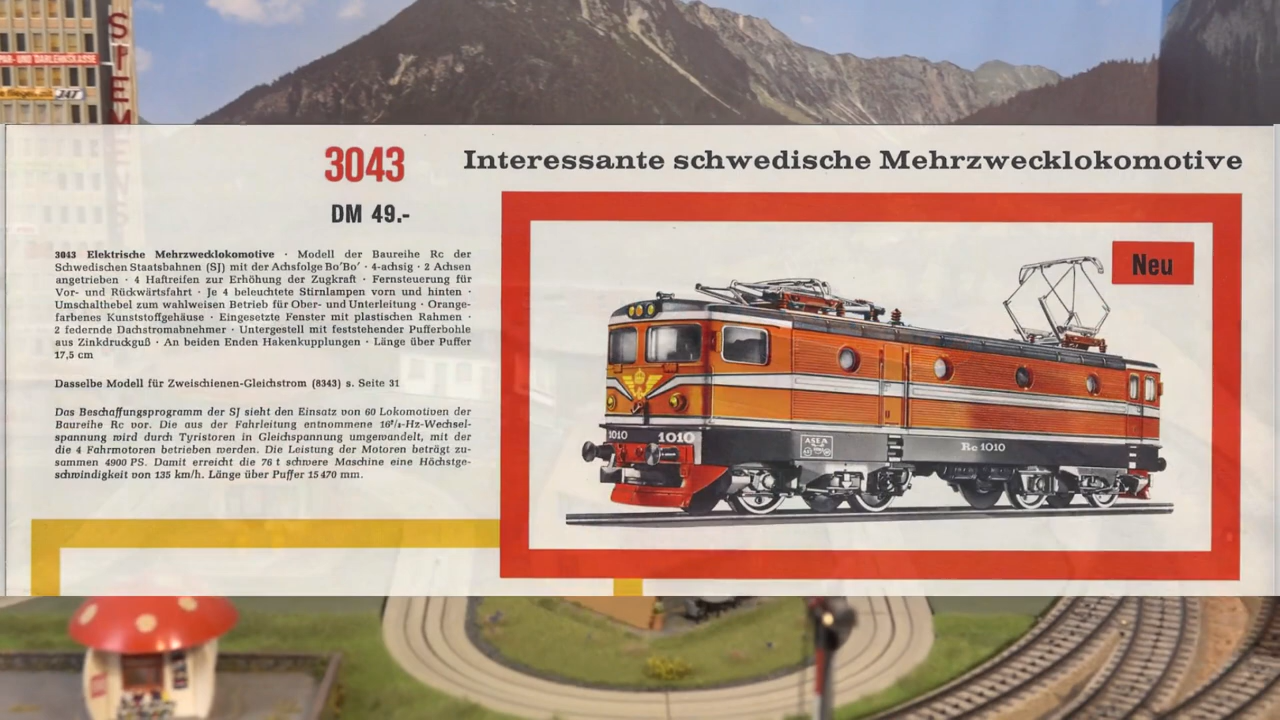 SIEMENS
SPAR- UND DARLEHNSKASSE
247
3043
Interessante schwedische Mehrzwecklokomotive
DM 49.-
Neu
3043 Elektrische Mehrzwecklokomotive · Modell der Baureihe Rc der
Schwedischen Staatsbahnen (SJ) mit der Achsfolge Bo′Bo′ · 4-achsig · 2 Achsen
angetrieben · 4 Haftreifen zur Erhöhung der Zugkraft · Fernsteuerung für
Vor- und Rückwärtsfahrt · Je 4 beleuchtete Stirnlampen vorn und hinten ·
Umschalthebel zum wahlweisen Betrieb für Ober- und Unterleitung · Orange-
farbenes Kunststoffgehäuse · Eingesetzte Fenster mit plastischen Rahmen ·
2 federnde Dachstromabnehmer · Untergestell mit feststehender Pufferbohle
aus Zinkdruckguß · An beiden Enden Hakenkupplungen · Länge über Puffer
17,5 cm
Dasselbe Modell für Zweischienen-Gleichstrom (8343) s. Seite 31
Das Beschaffungsprogramm der SJ sieht den Einsatz von 60 Lokomotiven der
Baureihe Rc vor. Die aus der Fahrleitung entnommene 16²/₃-Hz-Wechsel-
spannung wird durch Tyristoren in Gleichspannung umgewandelt, mit der
die 4 Fahrmotoren betrieben werden. Die Leistung der Motoren beträgt zu-
sammen 4900 PS. Damit erreicht die 76 t schwere Maschine eine Höchstge-
schwindigkeit von 135 km/h. Länge über Puffer 15 470 mm.
1010
1010
ASEA
Rc 1010